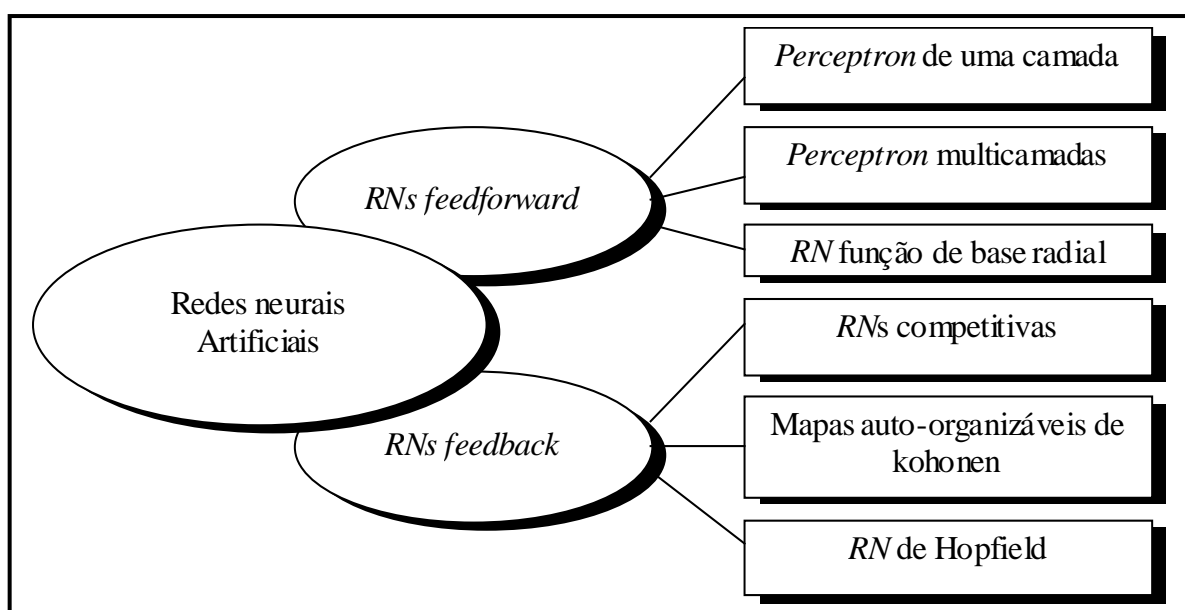 Perceptron de uma camada
Perceptron multicamadas
RNs feedforward
RN função de base radial
Redes neurais
Artificiais
RNs competitivas
RNs feedback
Mapas auto-organizáveis de
kohonen
RN de Hopfield